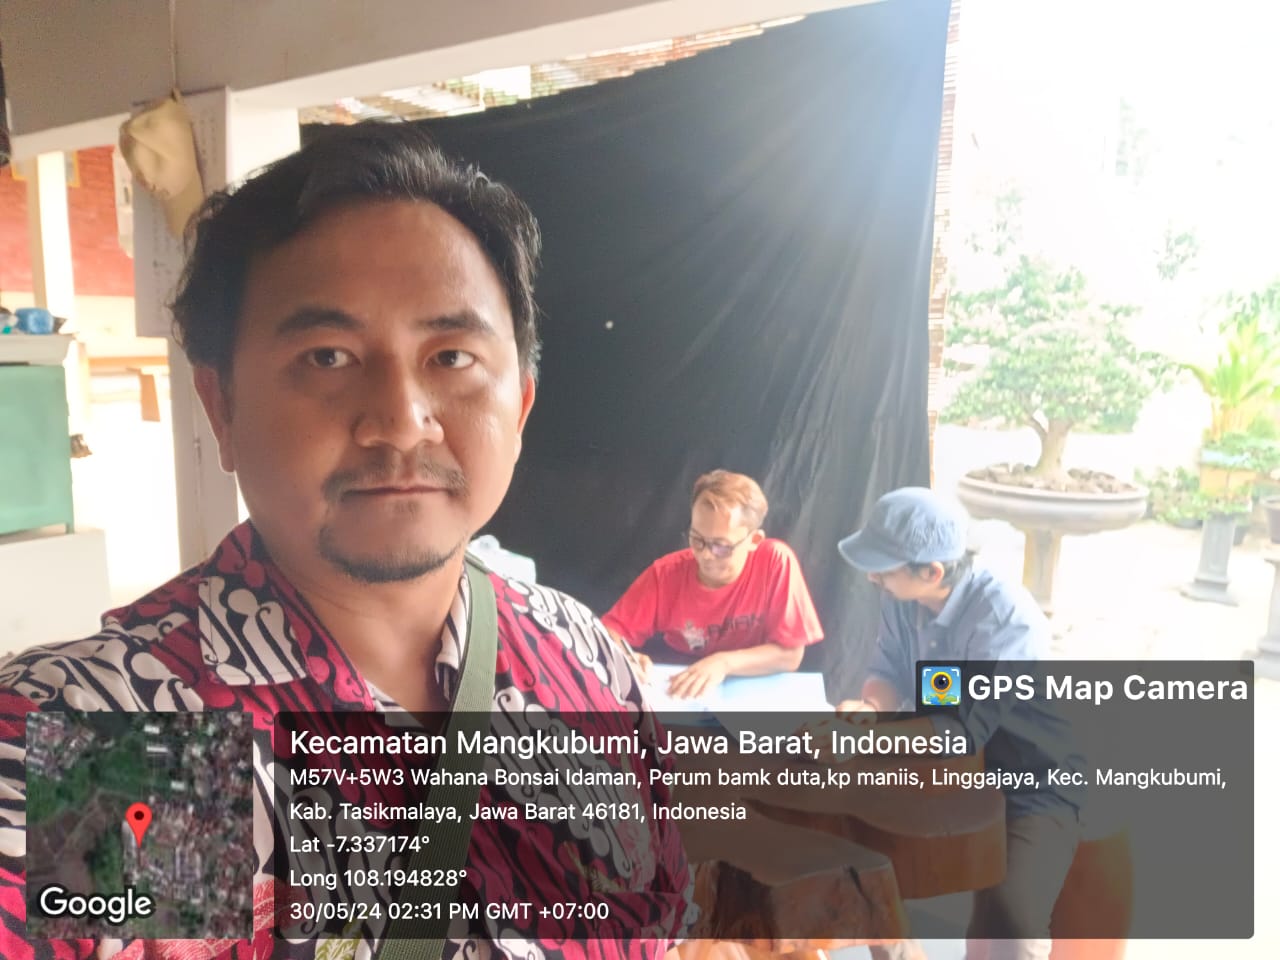 GPS Map Camera
Kecamatan Mangkubumi, Jawa Barat, Indonesia
M57V+5W3 Wahana Bonsai Idaman, Perum bamk duta,kp maniis, Linggajaya, Kec. Mangkubumi,
Kab. Tasikmalaya, Jawa Barat 46181, Indonesia
Lat -7.337174°
Long 108.194828°
30/05/24 02:31 PM GMT +07:00
Google